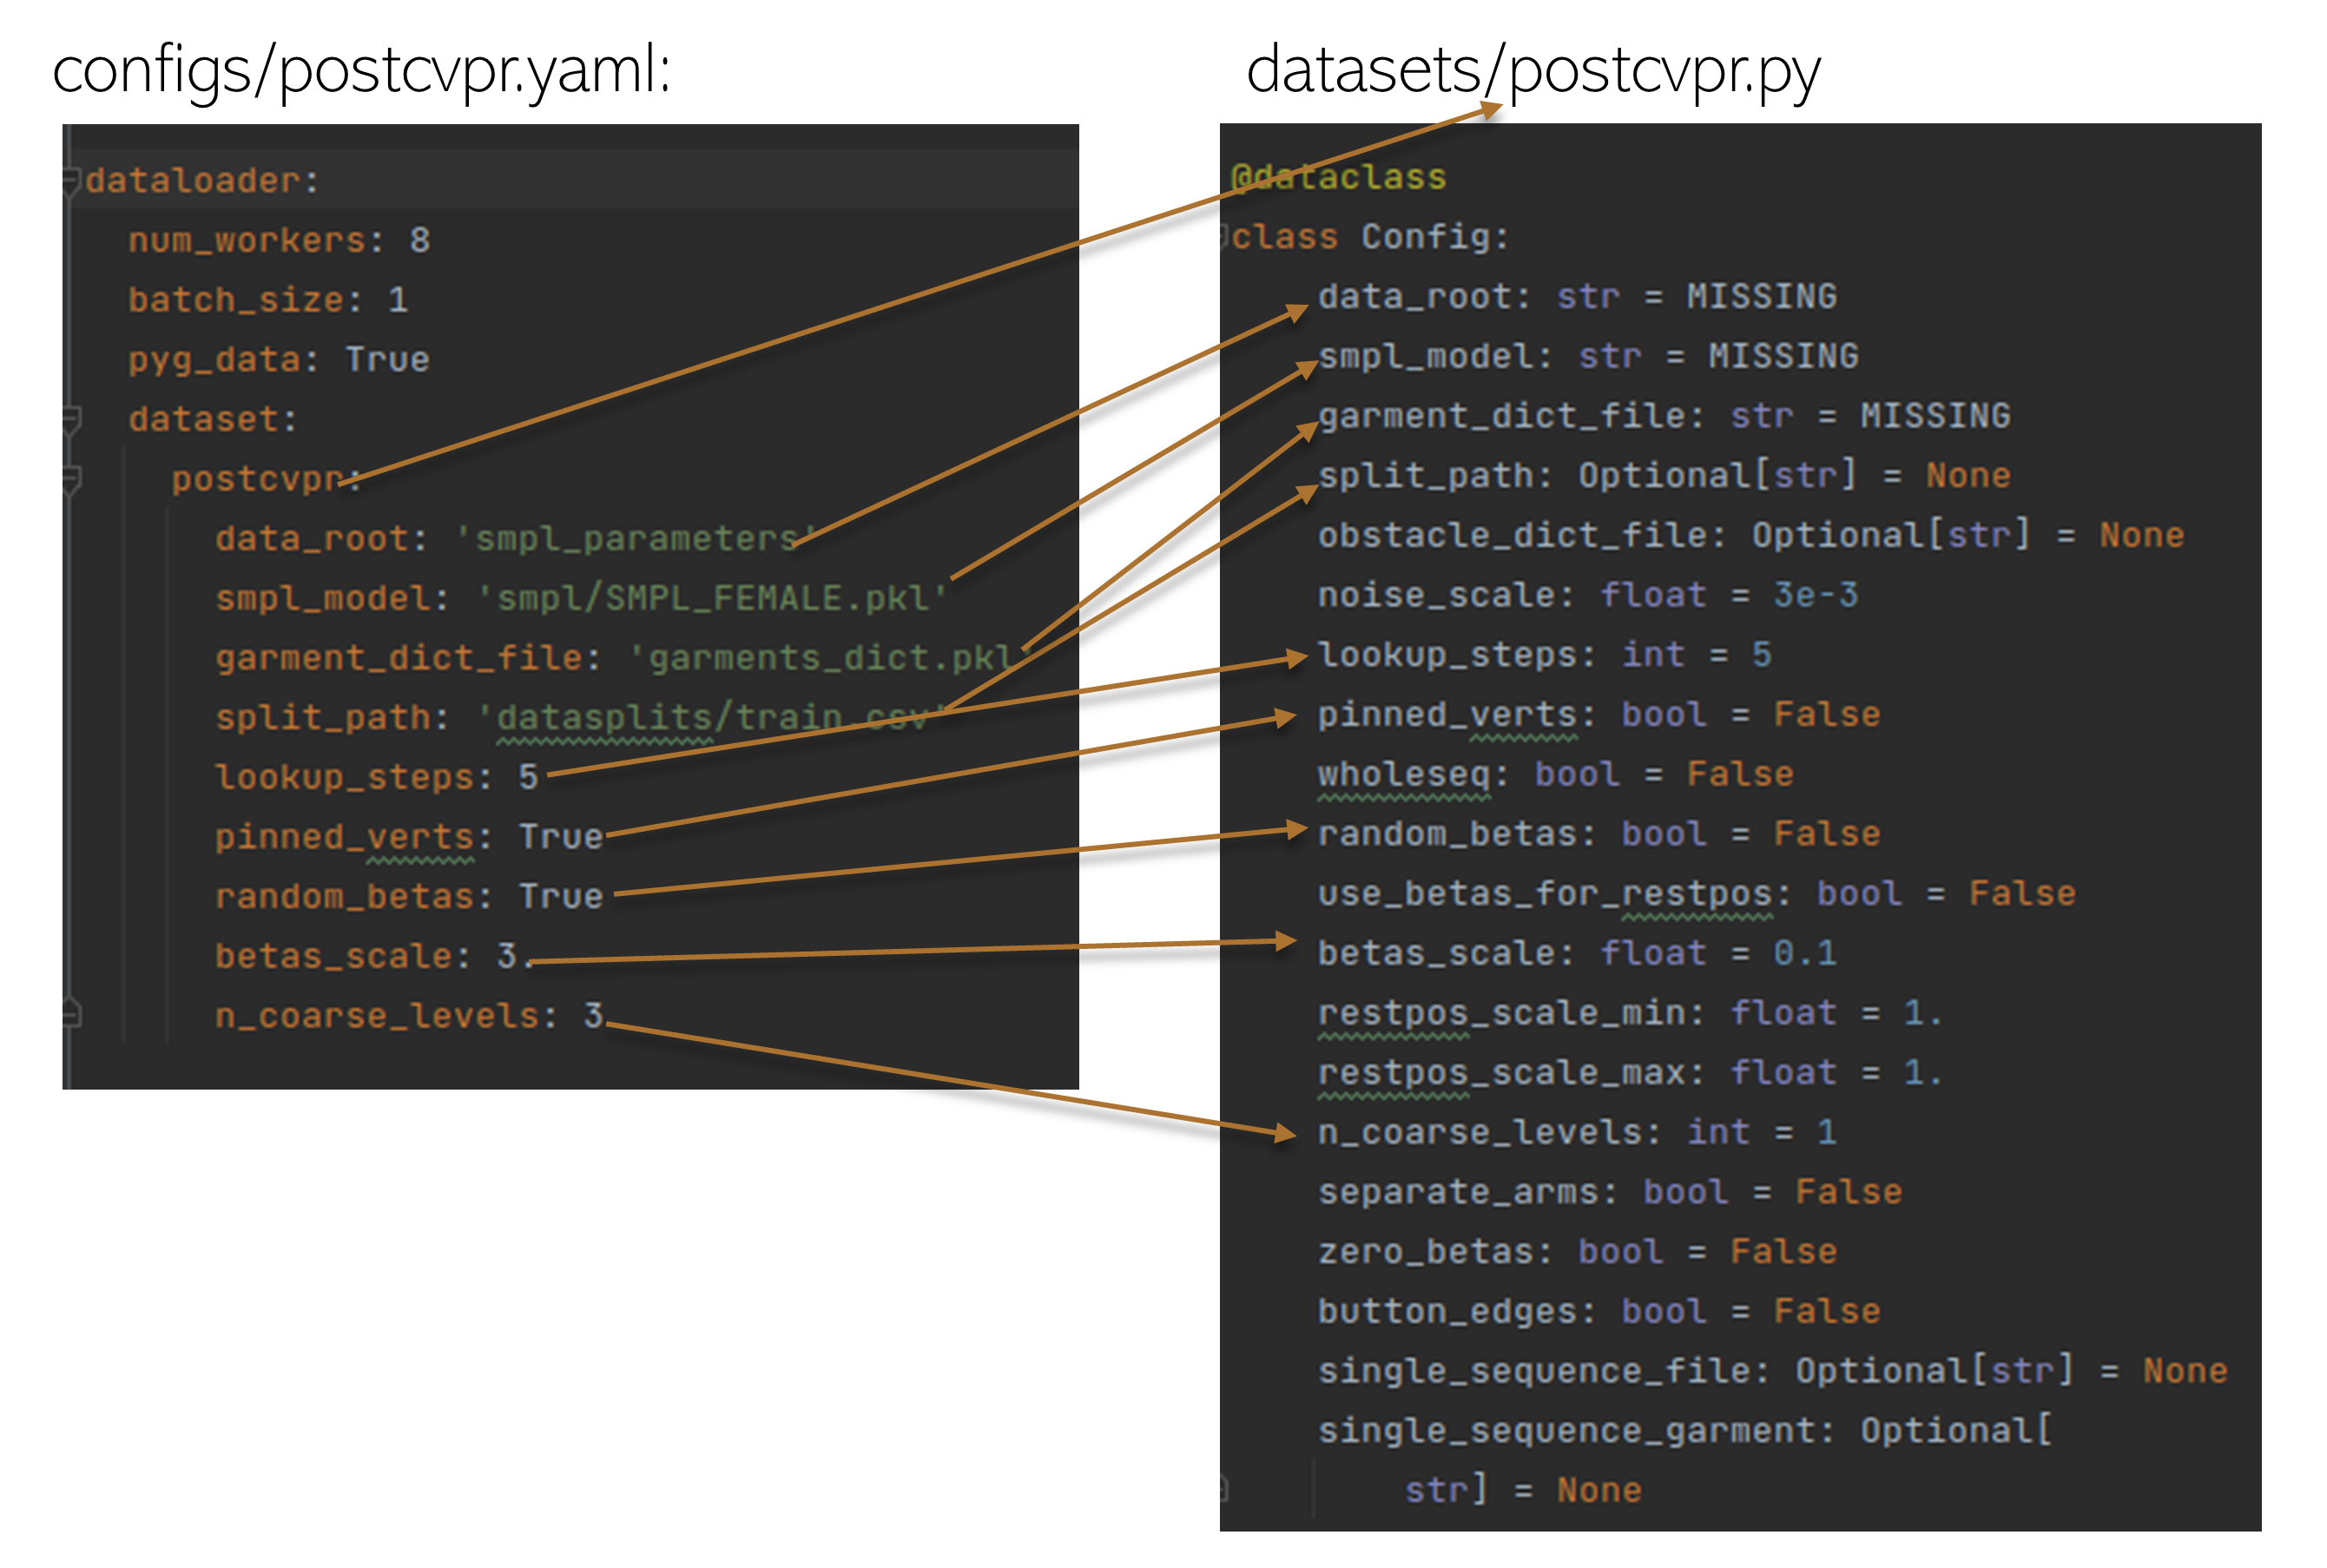 configs/postcvpr.yaml:
dataloader:
num_workers: 8
batch_size: 1
pyg_data: True
dataset:
postcvpr:
data_root: 'smpl_parameters'
smpl_model: 'smpl/SMPL_FEMALE.pkl'
garment_dict_file: 'garments_dict.pkl'
split_path: 'datasplits/train.csv'
lookup_steps: 5
pinned_verts: True
random_betas: True
betas_scale: 3.
n_coarse_levels: 3
datasets/postcvpr.py
@dataclass
class Config:
data_root: str = MISSING
smpl_model: str = MISSING
garment_dict_file: str = MISSING
split_path: Optional[str] = None
obstacle_dict_file: Optional[str] = None
noise_scale: float = 3e-3
lookup_steps: int = 5
pinned_verts: bool = False
wholeseq: bool = False
random_betas: bool = False
use_betas_for_restpos: bool = False
betas_scale: float = 0.1
restpos_scale_min: float = 1.
restpos_scale_max: float = 1.
n_coarse_levels: int = 1
separate_arms: bool = False
zero_betas: bool = False
button_edges: bool = False
single_sequence_file: Optional[str] = None
single_sequence_garment: Optional[
str] = None